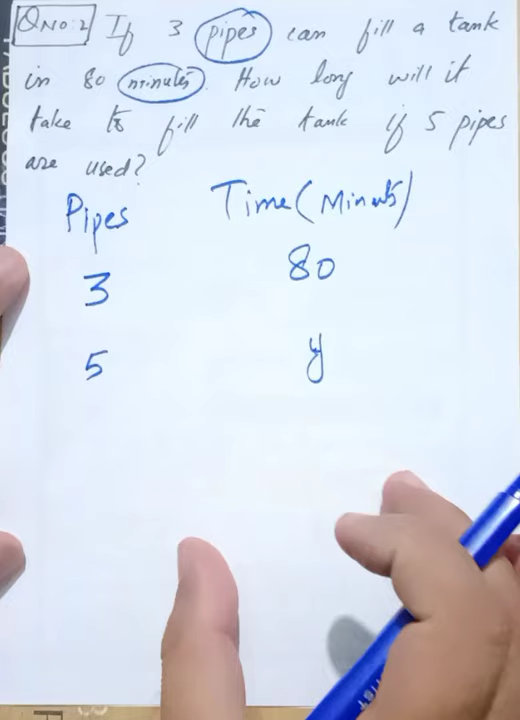 QNO:2 If 3 pipes can fill a tank
in 80 minutes. How long will it
take to fill the tank if 5 pipes
are used?
Pipes Time (Minuts)
3 80
5 y